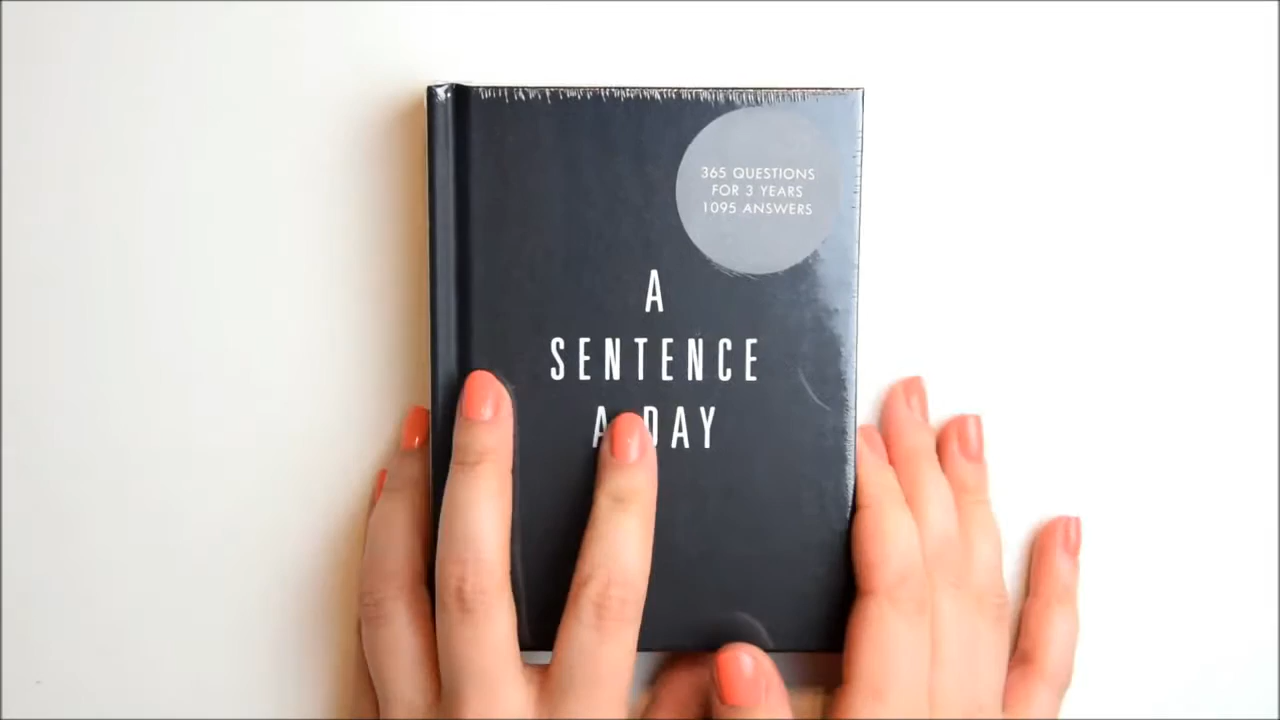 365 QUESTIONS
FOR 3 YEARS
1095 ANSWERS
A
SENTENCE
A DAY